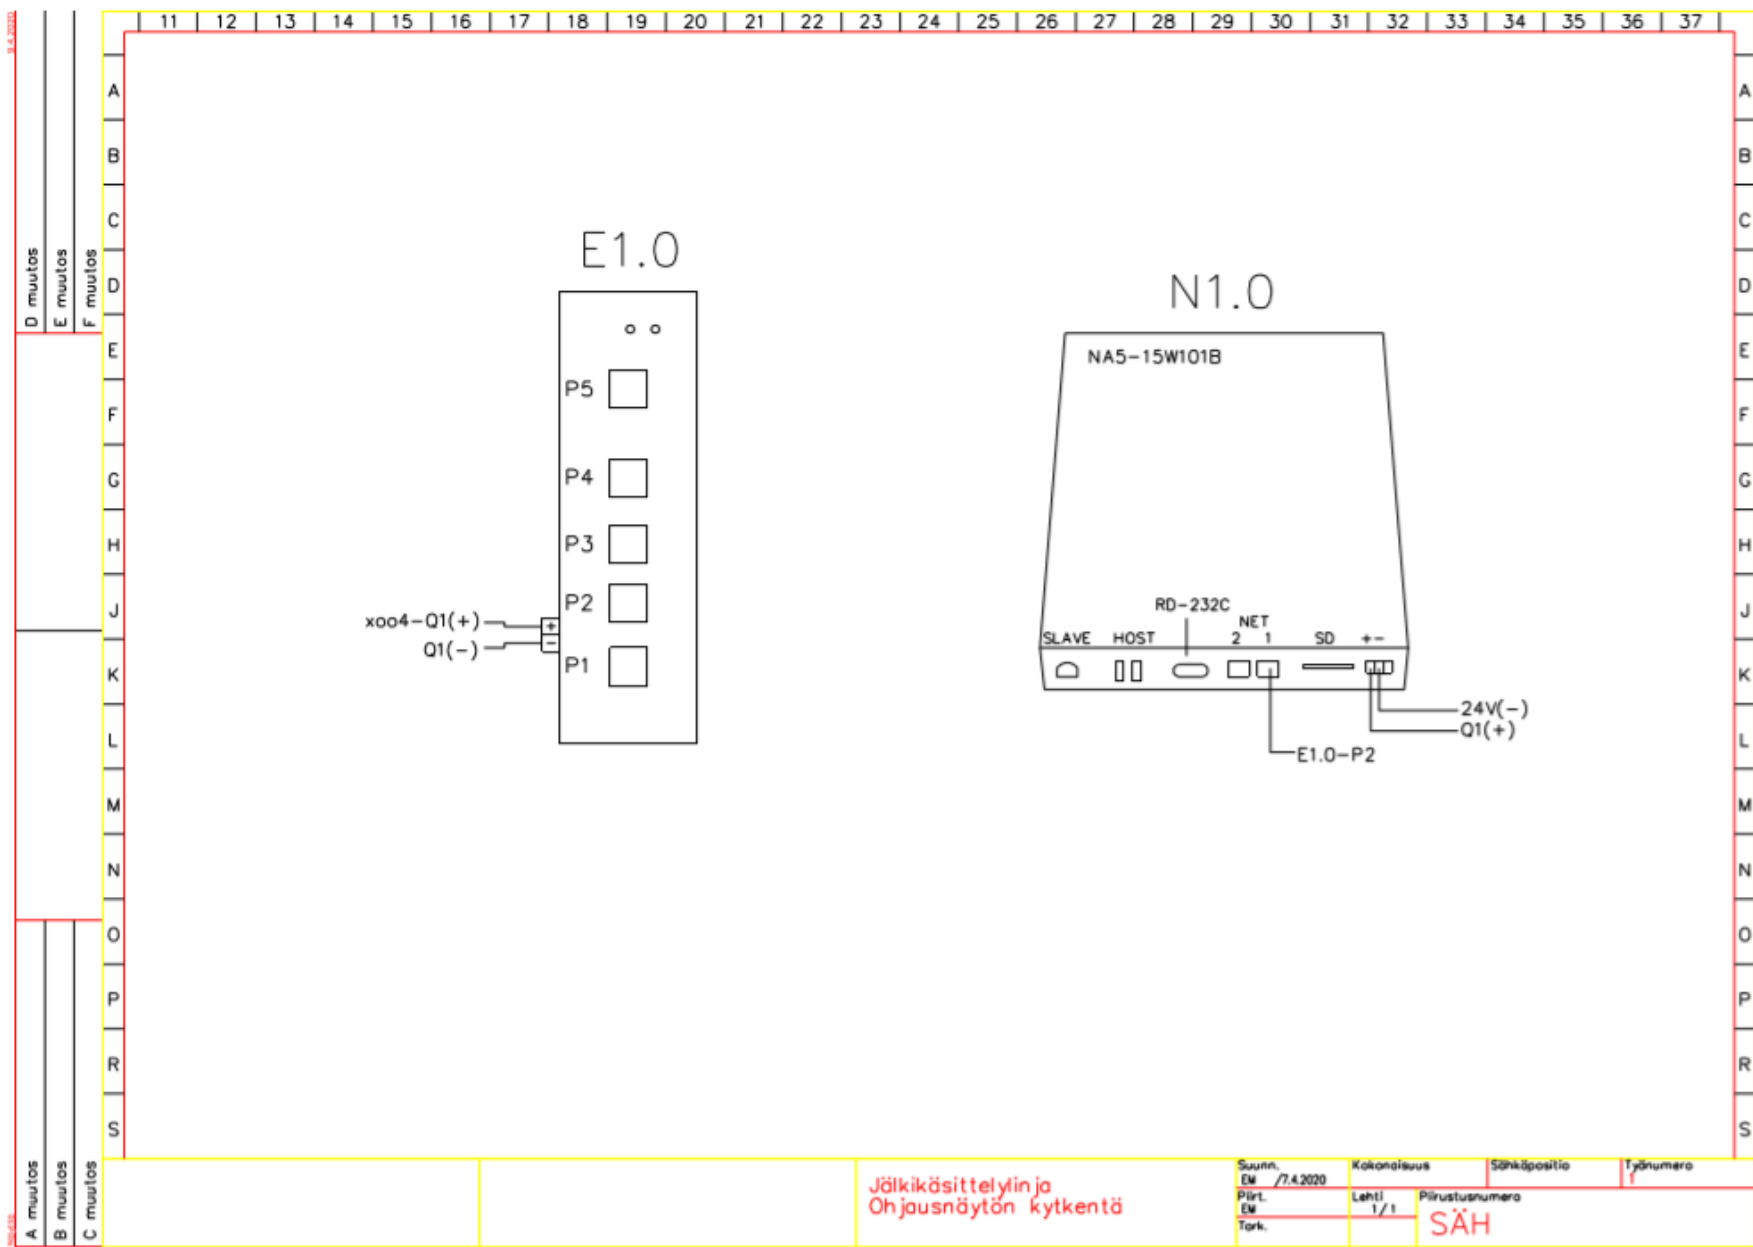 11 12 13 14 15 16 17 18 19 20 21 22 23 24 25 26 27 28 29 30 31 32 33 34 35 36 37
9.4.2020
D muutos
E muutos
F muutos
A A
B B
C C
D D
E E
F F
G G
H H
J J
K K
L L
M M
N N
O O
P P
R R
S S
A muutos
B muutos
C muutos
E1.0
P5
P4
P3
P2
P1
xoo4-Q1(+)
Q1(-)
+
-
N1.0
NA5-15W101B
RD-232C
NET
SLAVE HOST 2 1 SD +-
24V(-)
Q1(+)
E1.0-P2
Jälkikäsittelylinja
Ohjausnäytön kytkentä
Suunn. Kokonaisuus Sähköpositio Työnumero
EM /7.4.2020 1
Piirt. Lehti Piirustusnumero
EM 1/1 SÄH
Tark.